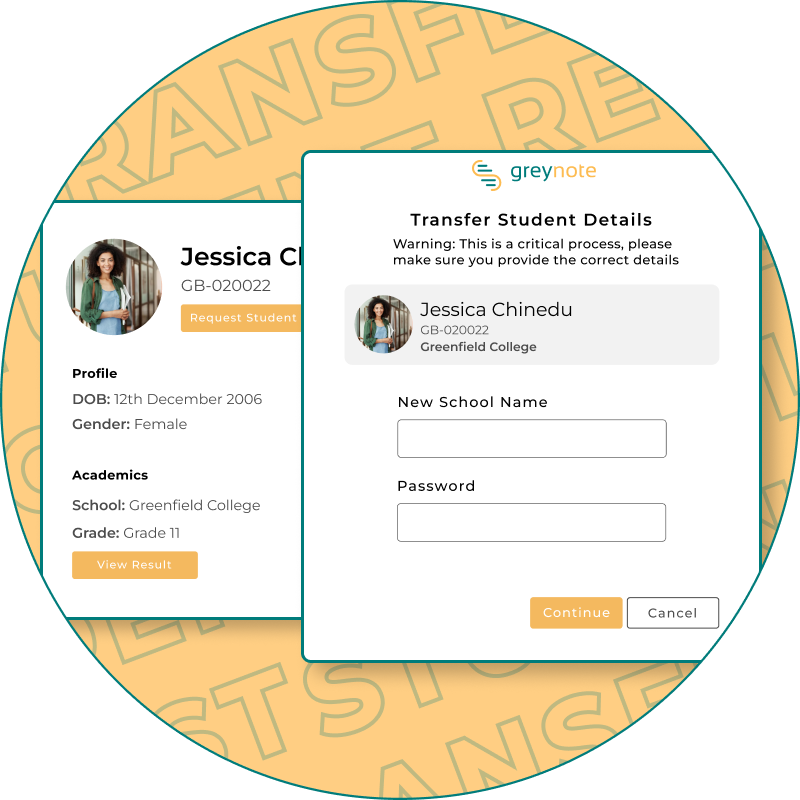 TRANSFE
greynote
Transfer Student Details
Warning: This is a critical process, please
make sure you provide the correct details
Jessica Chinedu
GB-020022
Greenfield College
New School Name
Password
Continue
Cancel
Jessica
GB-020022
Request Student
Profile
DOB: 12th December 2006
Gender: Female
Academics
School: Greenfield College
Grade: Grade 11
View Result